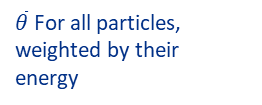 θ̄ For all particles,
weighted by their
energy